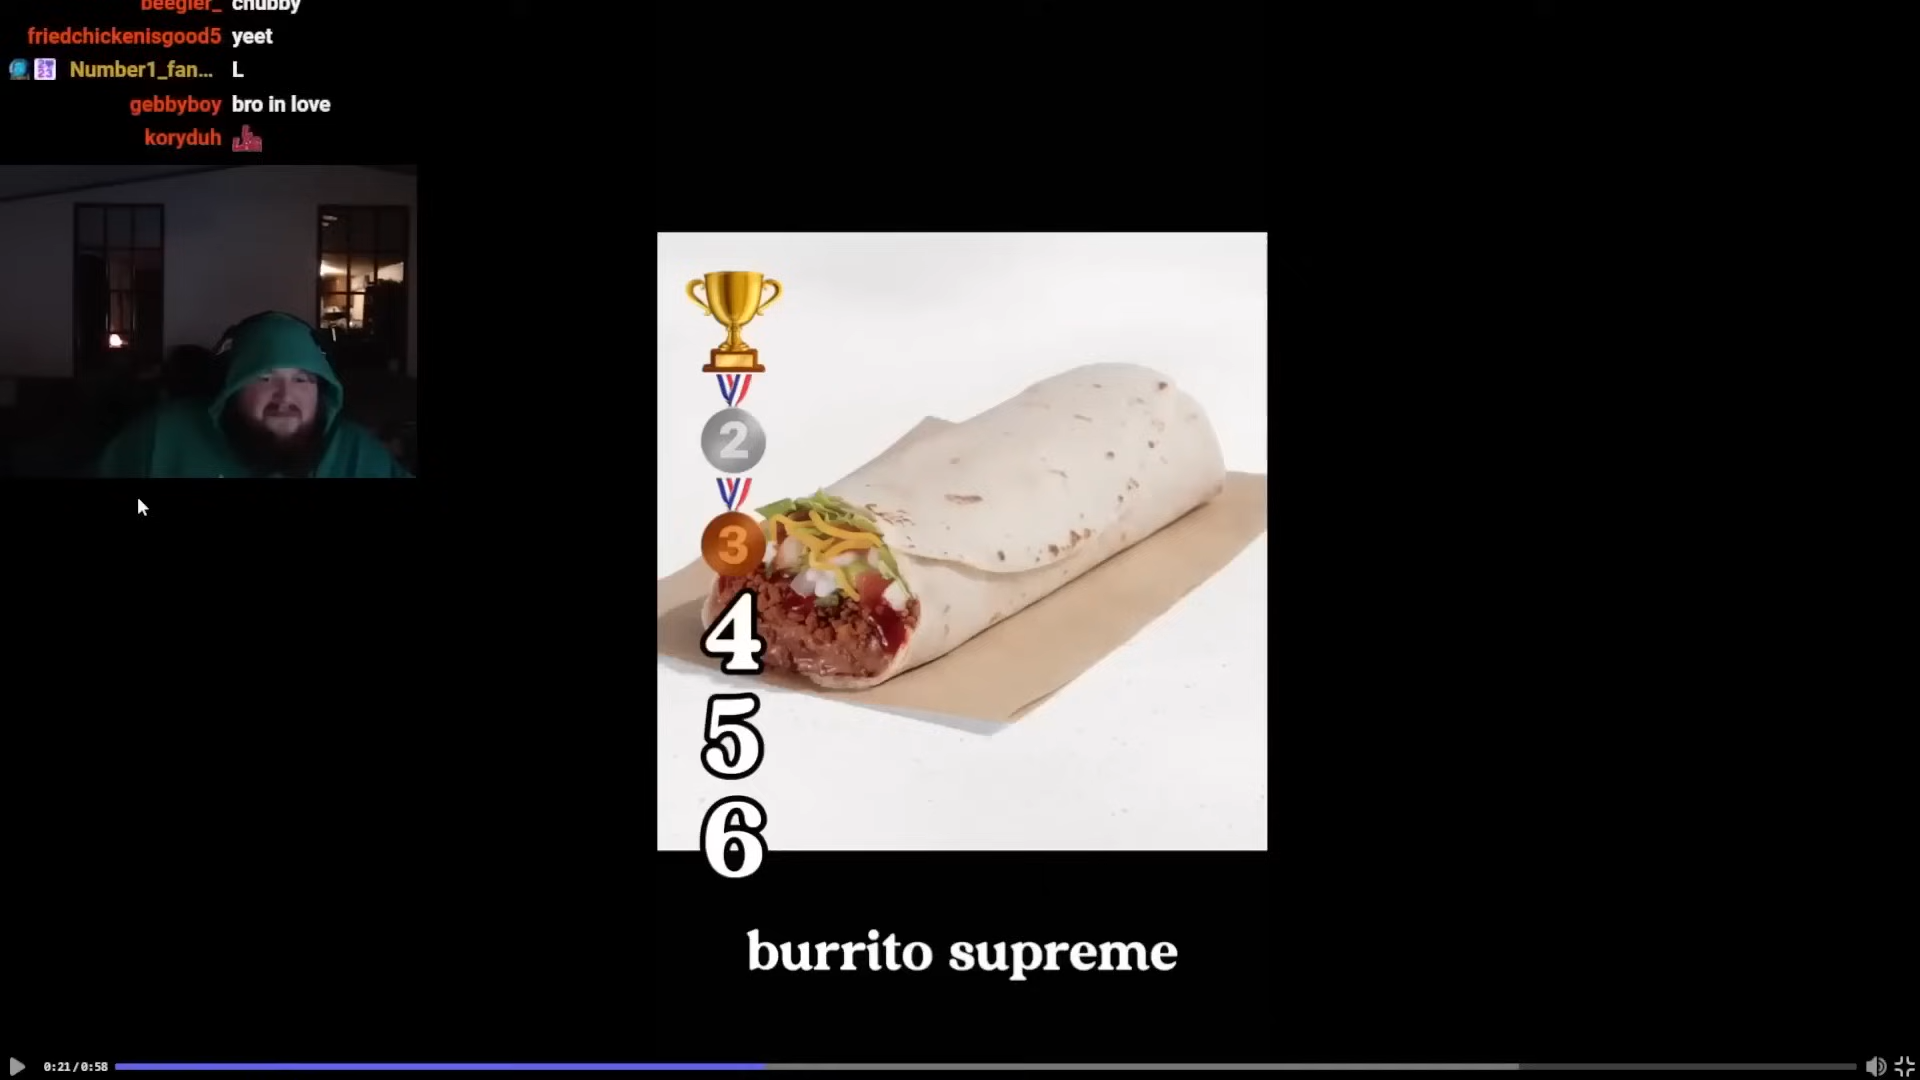 beegler_ chubby
friedchickenisgood5 yeet
Number1_fan... L
gebbyboy bro in love
koryduh
2
3
4
5
6
burrito supreme
0:21/0:58